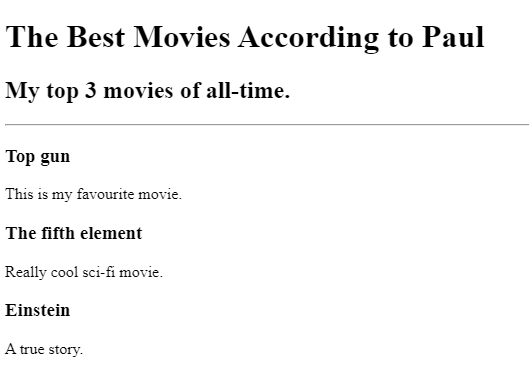 The Best Movies According to Paul
My top 3 movies of all-time.
Top gun
This is my favourite movie.
The fifth element
Really cool sci-fi movie.
Einstein
A true story.